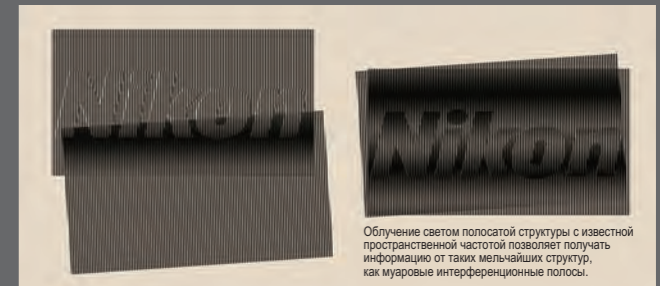 Nikon
Nikon
Облучение светом полосатой структуры с известной
пространственной частотой позволяет получать
информацию от таких мельчайших структур,
как муаровые интерференционные полосы.